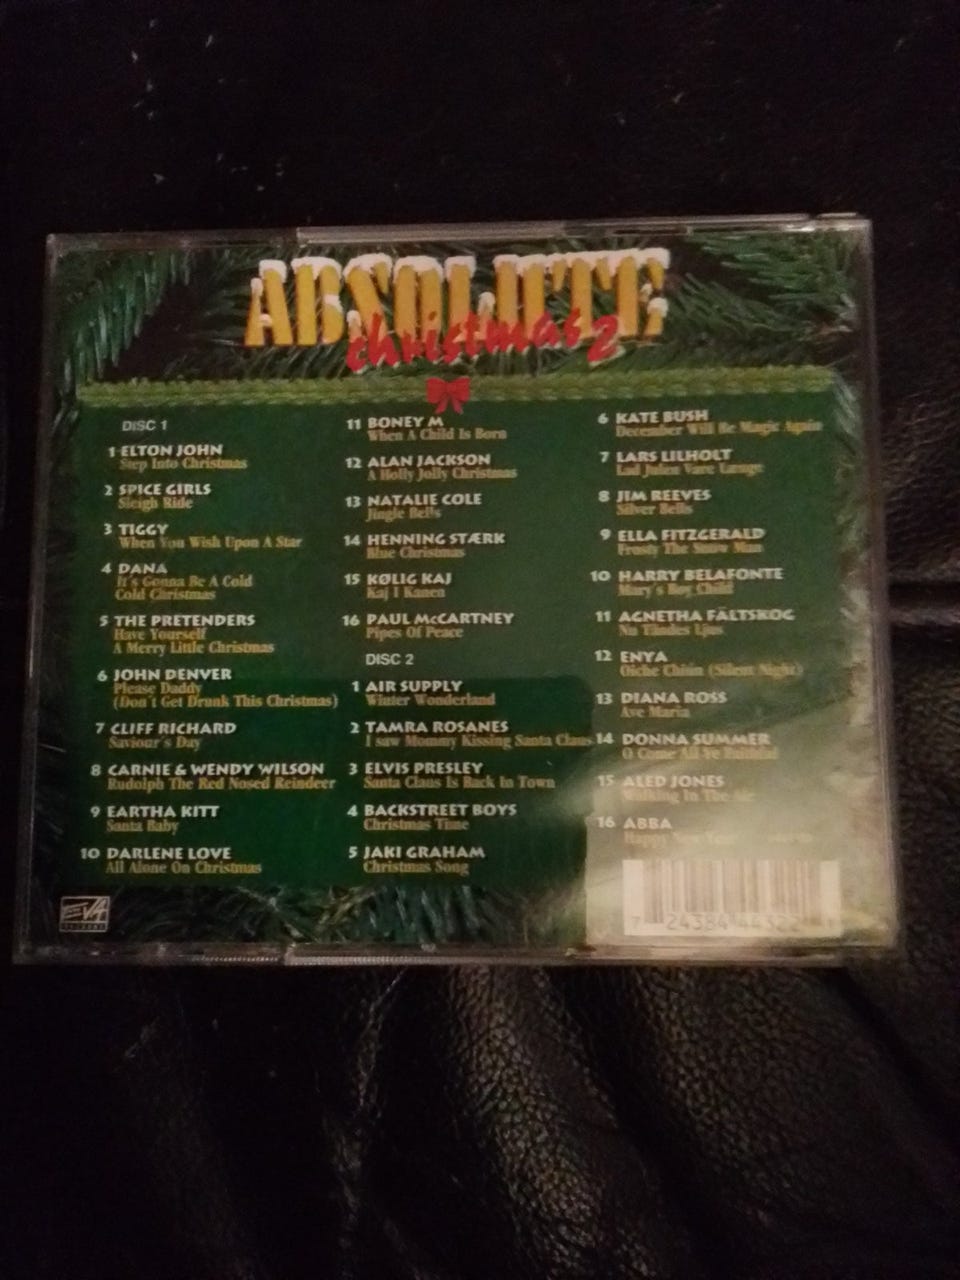 ABSOLUTE
christmas 2
DISC 1
1 ELTON JOHN
Step Into Christmas
2 SPICE GIRLS
Sleigh Ride
3 TIGGY
When You Wish Upon A Star
4 DANA
It's Gonna Be A Cold
Cold Christmas
5 THE PRETENDERS
Have Yourself
A Merry Little Christmas
6 JOHN DENVER
Please Daddy
(Don't Get Drunk This Christmas)
7 CLIFF RICHARD
Saviour's Day
8 CARNIE & WENDY WILSON
Rudolph The Red Nosed Reindeer
9 EARTHA KITT
Santa Baby
10 DARLENE LOVE
All Alone On Christmas
11 BONEY M
When A Child Is Born
12 ALAN JACKSON
A Holly Jolly Christmas
13 NATALIE COLE
Jingle Bells
14 HENNING STÆRK
Blue Christmas
15 KØLIG KAJ
Kaj I Kanen
16 PAUL McCARTNEY
Pipes Of Peace
DISC 2
1 AIR SUPPLY
Winter Wonderland
2 TAMRA ROSANES
I saw Mommy Kissing Santa Claus
3 ELVIS PRESLEY
Santa Claus Is Back In Town
4 BACKSTREET BOYS
Christmas Time
5 JAKI GRAHAM
Christmas Song
6 KATE BUSH
December Will Be Magic Again
7 LARS LILHOLT
Lad Julen Vare Længe
8 JIM REEVES
Silver Bells
9 ELLA FITZGERALD
Frosty The Snow Man
10 HARRY BELAFONTE
Mary's Boy Child
11 AGNETHA FÄLTSKOG
Nu Tändes Ljus
12 ENYA
Oiche Chiún (Silent Night)
13 DIANA ROSS
Ave Maria
14 DONNA SUMMER
O Come All Ye Faithful
15 ALED JONES
Walking In The Air
16 ABBA
Happy New Year
EVA
7 24384 44322